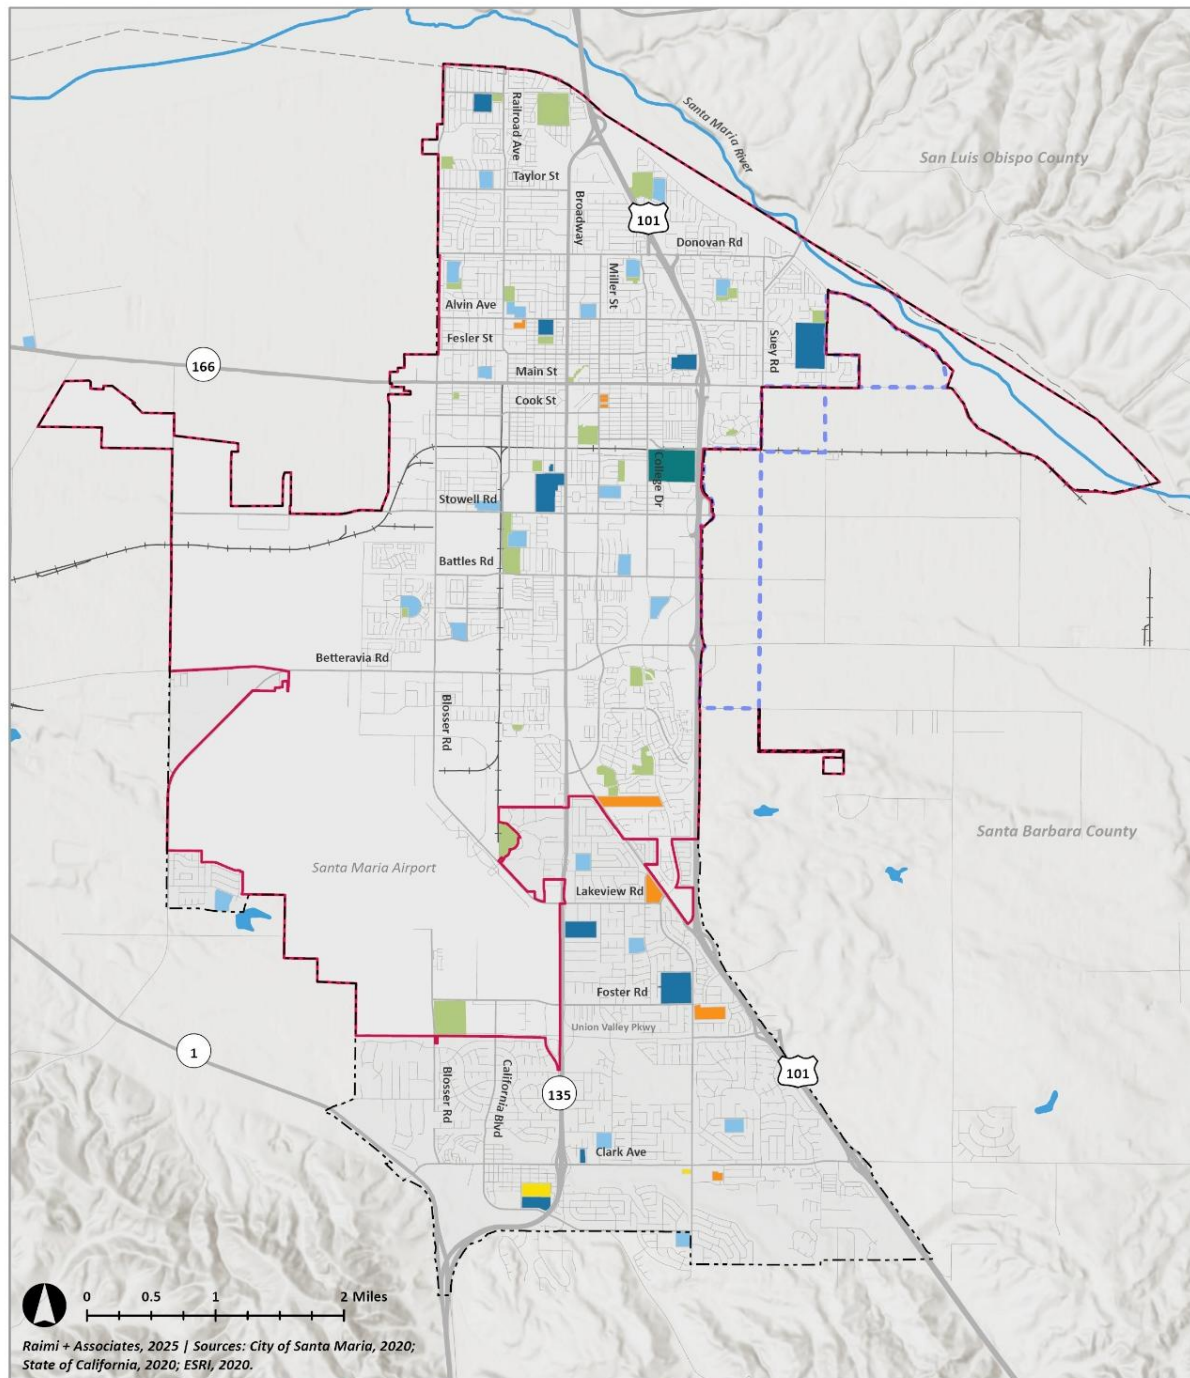 Santa Maria River
San Luis Obispo County
Railroad Ave
Taylor St
Broadway
101
Donovan Rd
Miller St
Alvin Ave
Suey Rd
Fesler St
166
Main St
Cook St
College Dr
Stowell Rd
Battles Rd
Betteravia Rd
Blosser Rd
Santa Barbara County
Santa Maria Airport
Lakeview Rd
Foster Rd
Union Valley Pkwy
1
101
Blosser Rd
California Blvd
135
Clark Ave
0 0.5 1 2 Miles
Raimi + Associates, 2025 | Sources: City of Santa Maria, 2020;
State of California, 2020; ESRI, 2020.